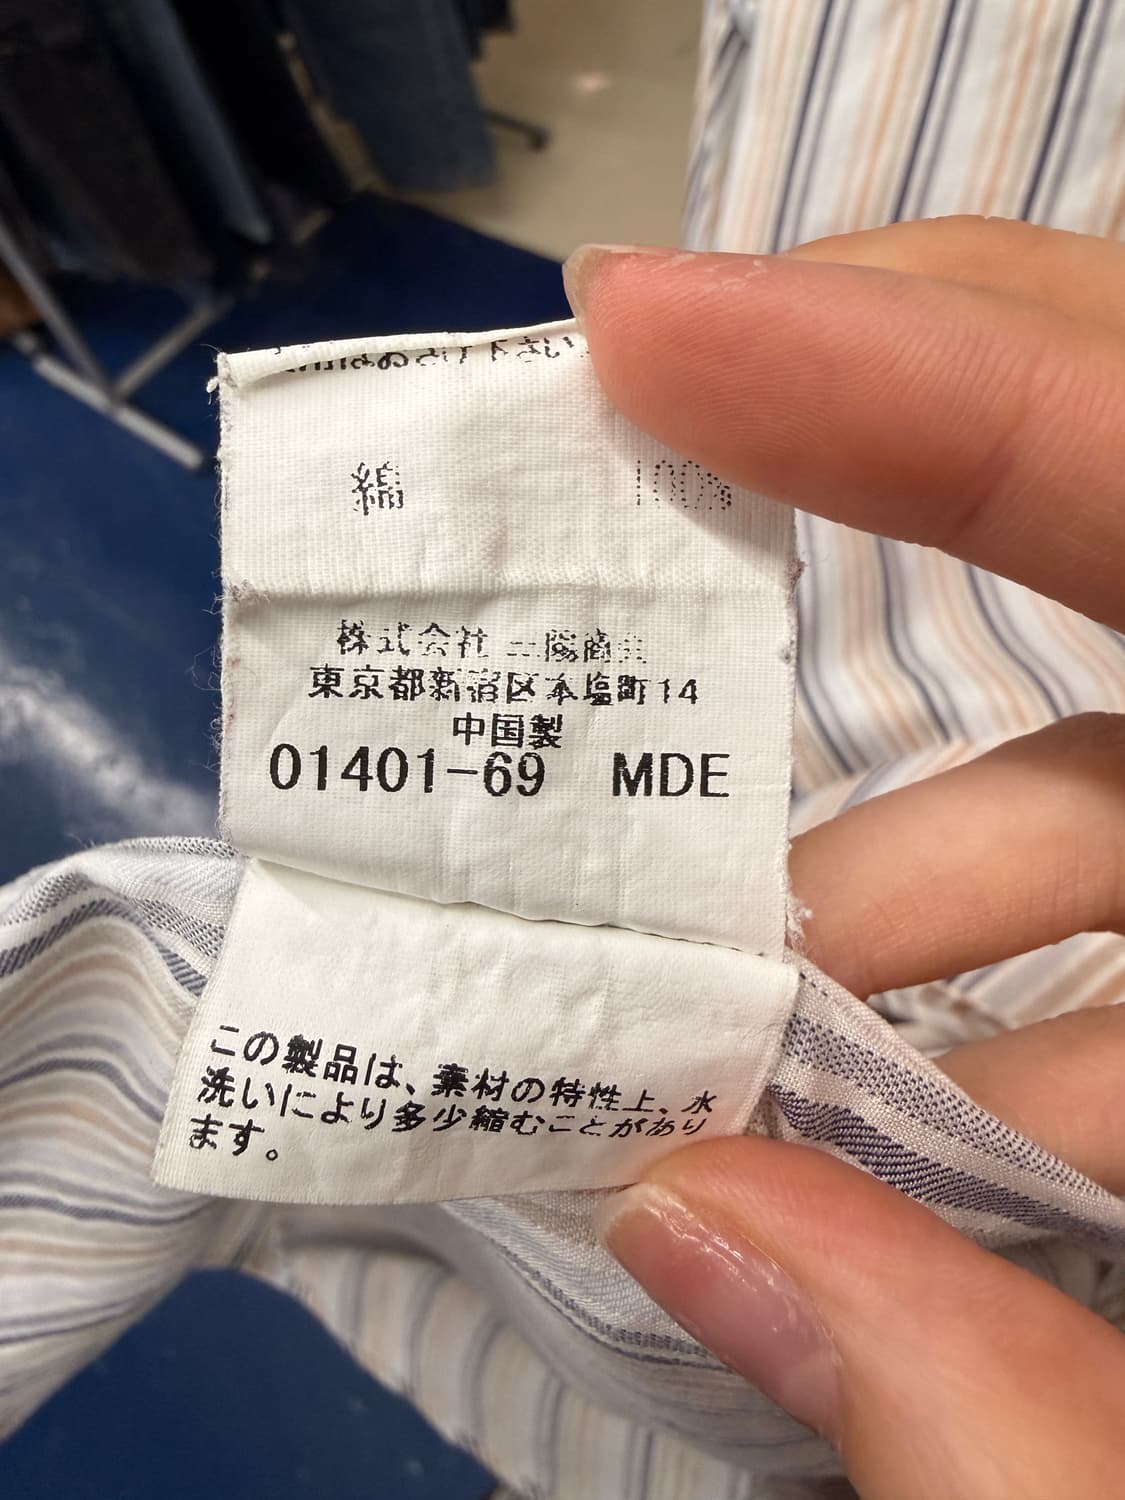 綿 100%
株式会社 三陽商会
東京都新宿区本塩町14
中国製
01401-69 MDE
この製品は、素材の特性上、水
洗いにより多少縮むことがあり
ます。